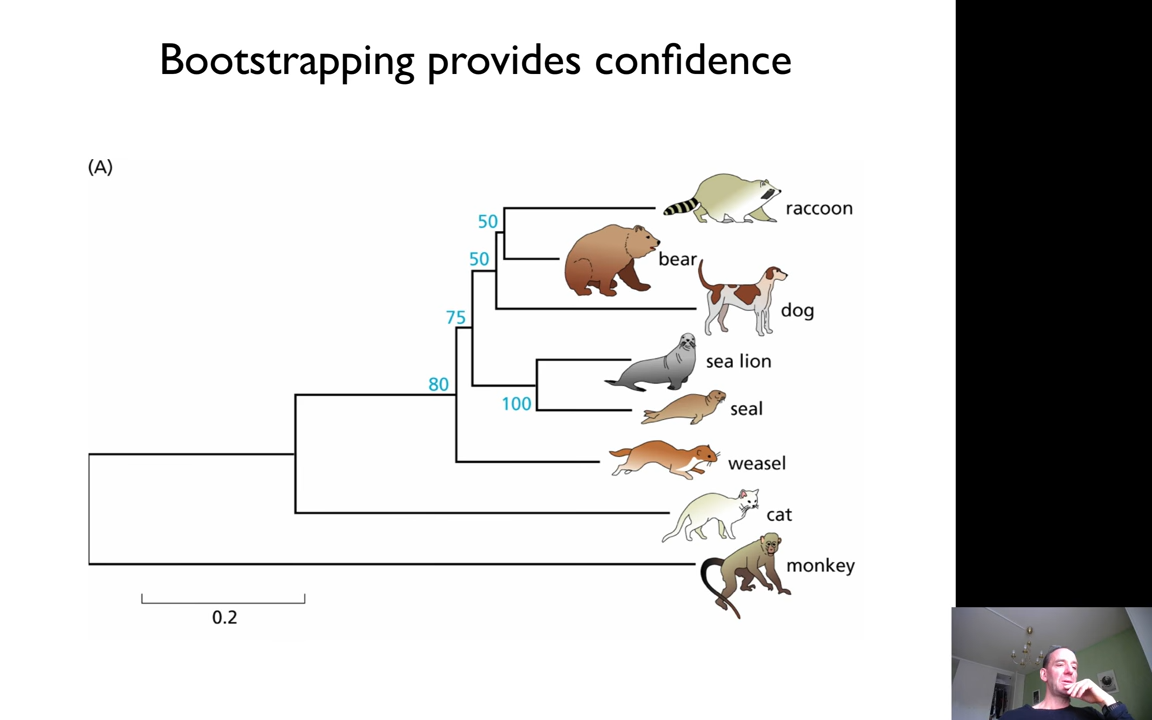 Bootstrapping provides confidence
(A)
raccoon
50
bear
50
dog
75
sea lion
80
100
seal
weasel
cat
monkey
0.2